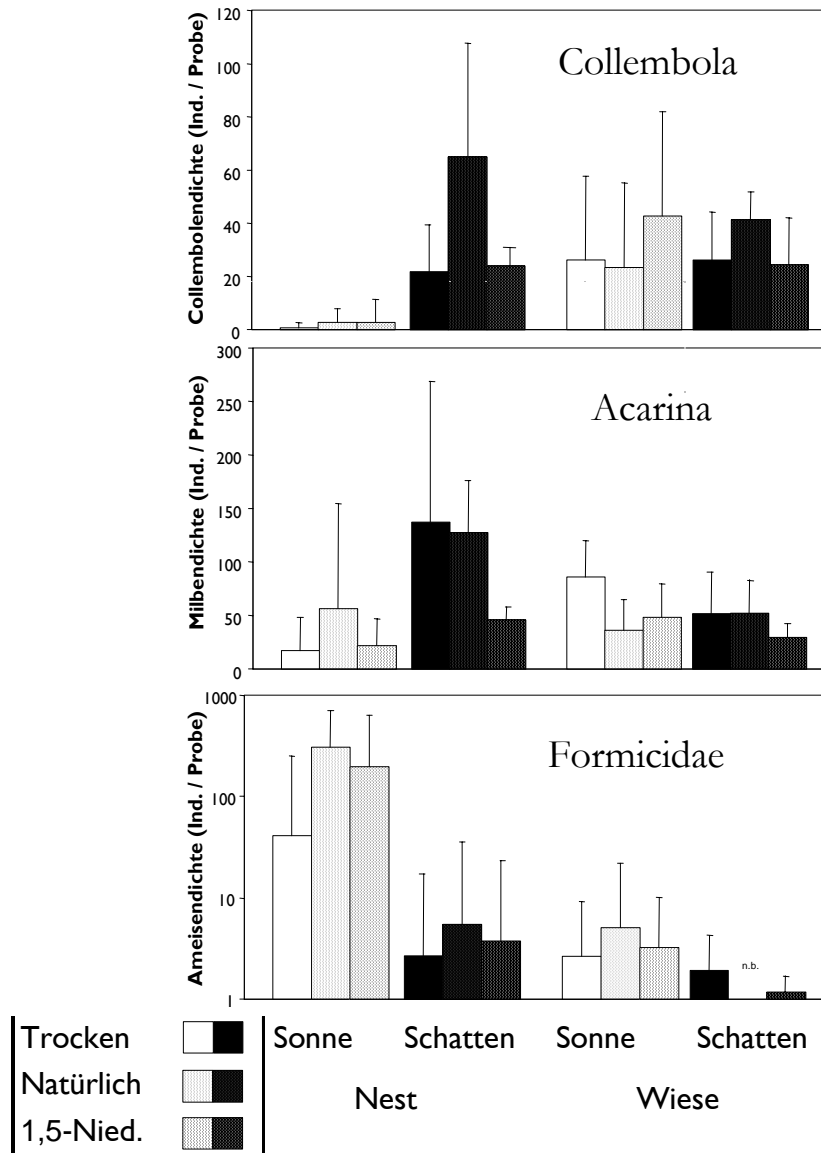 Collembolendichte (Ind. / Probe)
120
100
80
60
40
20
0
Collembola
Milbendichte (Ind. / Probe)
300
250
200
150
100
50
0
Acarina
Ameisendichte (Ind. / Probe)
1000
100
10
1
Formicidae
n.b.
Sonne Schatten Sonne Schatten
Nest Wiese
Trocken
Natürlich
1,5-Nied.